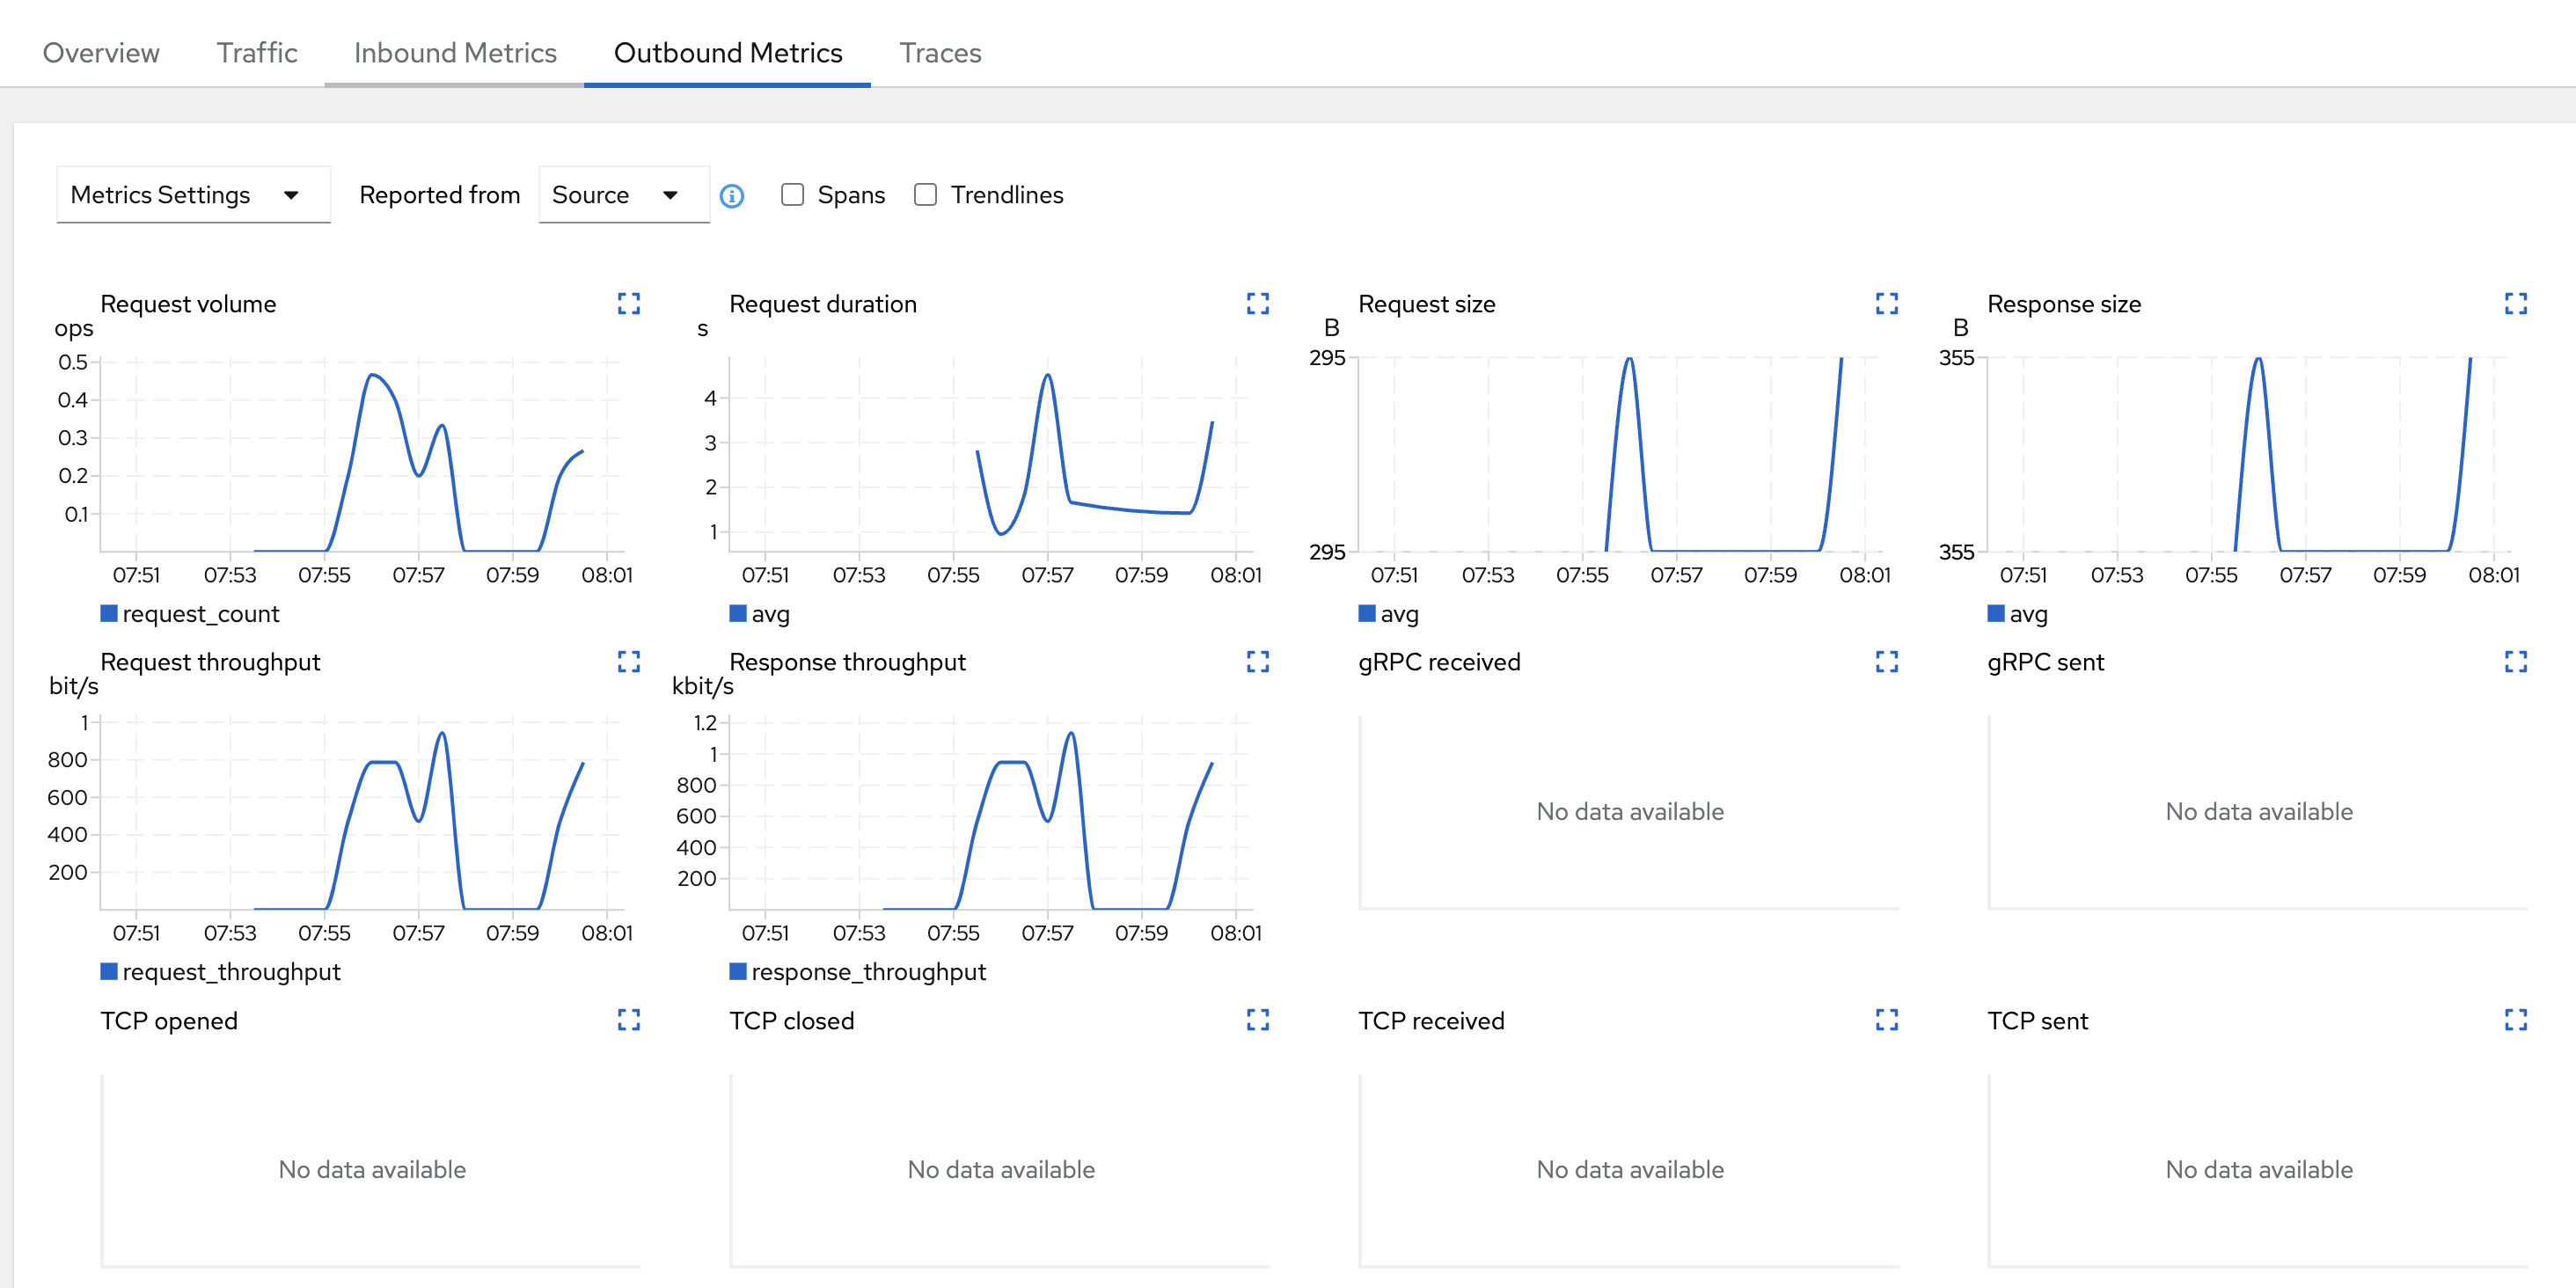 Overview Traffic Inbound Metrics Outbound Metrics Traces
Metrics Settings Reported from Source Spans Trendlines
Request volume
ops
0.5
0.4
0.3
0.2
0.1
07:51 07:53 07:55 07:57 07:59 08:01
request_count
Request duration
s
4
3
2
1
07:51 07:53 07:55 07:57 07:59 08:01
avg
Request size
B
295
295
07:51 07:53 07:55 07:57 07:59 08:01
avg
Response size
B
355
355
07:51 07:53 07:55 07:57 07:59 08:01
avg
Request throughput
bit/s
1
800
600
400
200
07:51 07:53 07:55 07:57 07:59 08:01
request_throughput
Response throughput
kbit/s
1.2
1
800
600
400
200
07:51 07:53 07:55 07:57 07:59 08:01
response_throughput
gRPC received
No data available
gRPC sent
No data available
TCP opened
No data available
TCP closed
No data available
TCP received
No data available
TCP sent
No data available